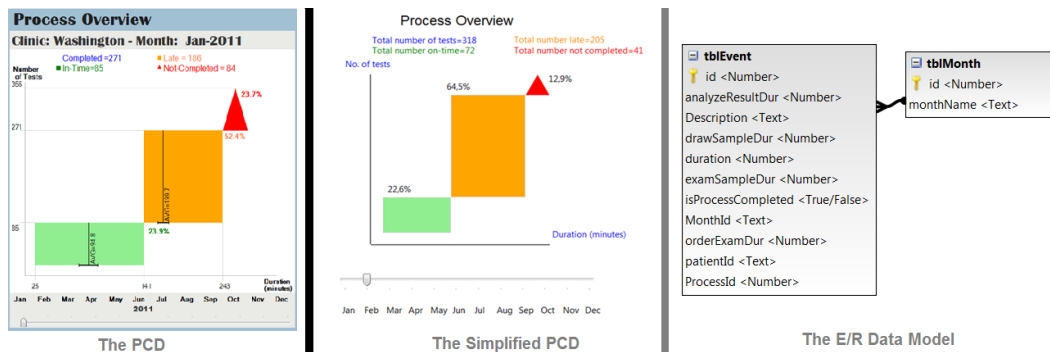 Process Overview
Clinic: Washington - Month: Jan-2011
Completed =271
Late = 186
In-Time=85
Not-Completed = 84
Number
of Tests
355
23.7%
271
52.4%
AVG=199.7
85
23.9%
AVG=94.8
25
141
243
Duration
(minutes)
Jan Feb Mar Apr May Jun Jul Aug Sep Oct Nov Dec
2011
The PCD
Process Overview
Total number of tests=318
Total number late=205
Total number on-time=72
Total number not completed=41
No. of tests
64,5%
12,9%
22,6%
Duration (minutes)
Jan Feb Mar Apr May Jun Jul Aug Sep Oct Nov Dec
The Simplified PCD
tblEvent
id <Number>
analyzeResultDur <Number>
Description <Text>
drawSampleDur <Number>
duration <Number>
examSampleDur <Number>
isProcessCompleted <True/False>
MonthId <Text>
orderExamDur <Number>
patientId <Text>
ProcessId <Number>
tblMonth
id <Number>
monthName <Text>
The E/R Data Model